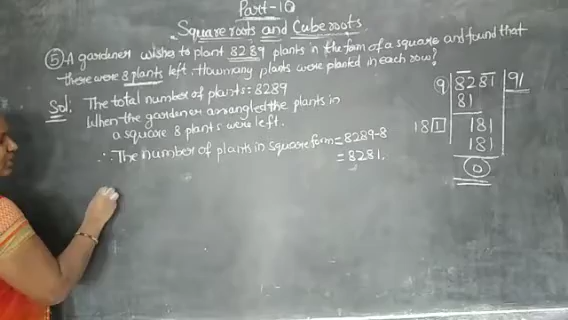 Part-10
Square roots and Cube roots
⑤ A gardener wishes to plant 8289 plants in the form of a square and found that
there were 8 plants left. How many plants were planted in each row?
Sol: The total number of plants = 8289
When the gardener arranged the plants in
a square 8 plants were left.
∴ The number of plants in square form = 8289-8
= 8281.
9 8281 91
81
181 181
181
0